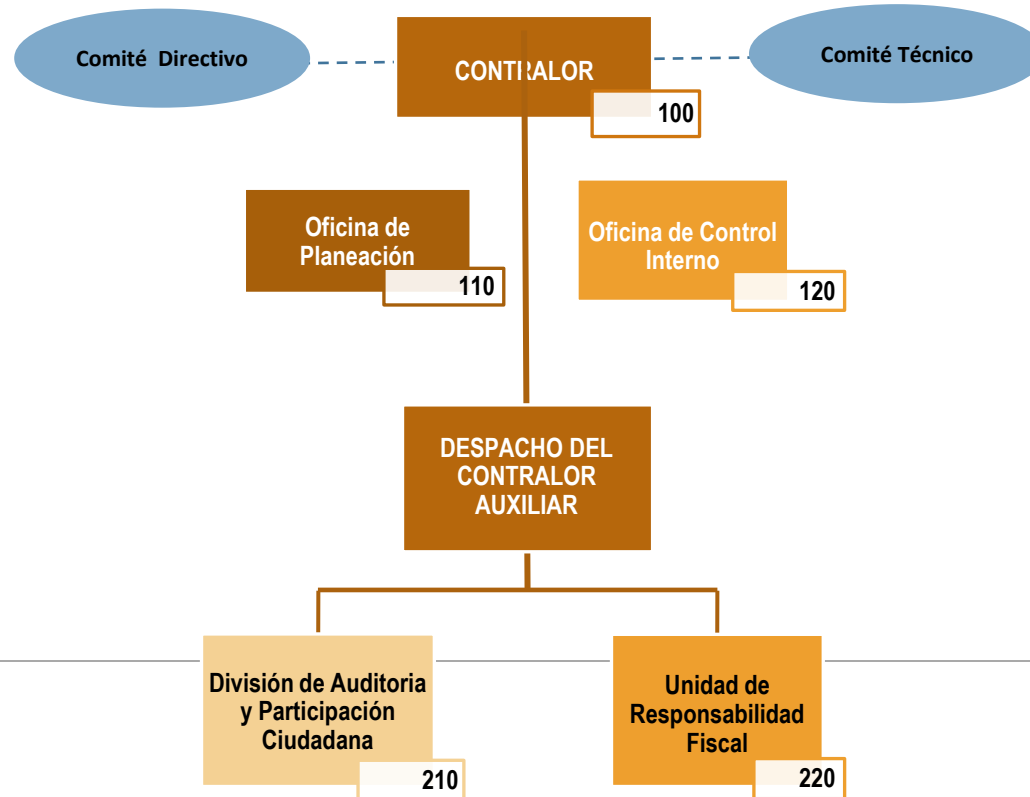 Comité Directivo
CONTRALOR
Comité Técnico
100
Oficina de
Planeación
110
Oficina de Control
Interno
120
DESPACHO DEL
CONTRALOR
AUXILIAR
División de Auditoria
y Participación
Ciudadana
210
Unidad de
Responsabilidad
Fiscal
220